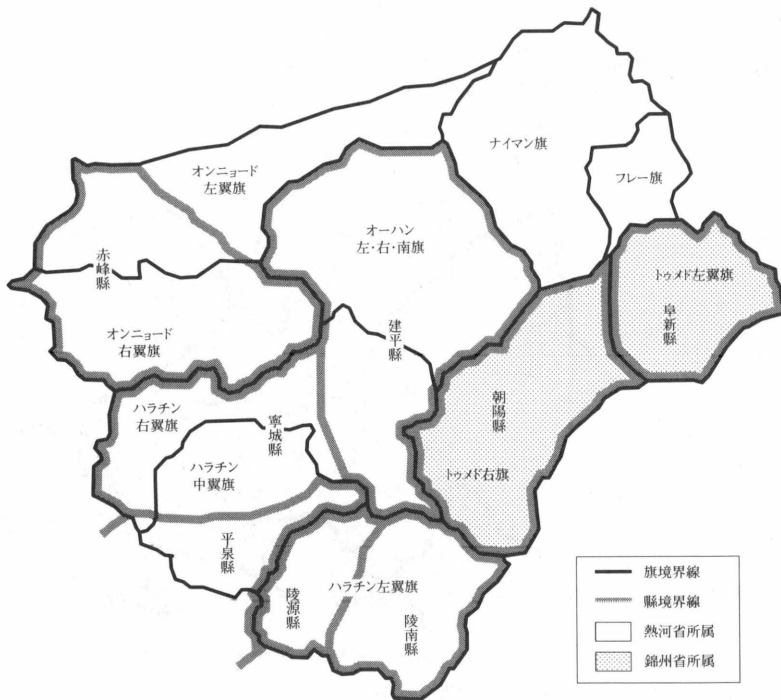 ナイマン旗
オンニョード
左翼旗
フレー旗
オーハン
左・右・南旗
赤峰縣
トゥメド左翼旗
阜新縣
オンニョード
右翼旗
建平縣
朝陽縣
ハラチン
右翼旗
寧城縣
ハラチン
中翼旗
トゥメド右旗
平泉縣
ハラチン左翼旗
陵源縣
陵南縣
旗境界線
縣境界線
熱河省所属
錦州省所属